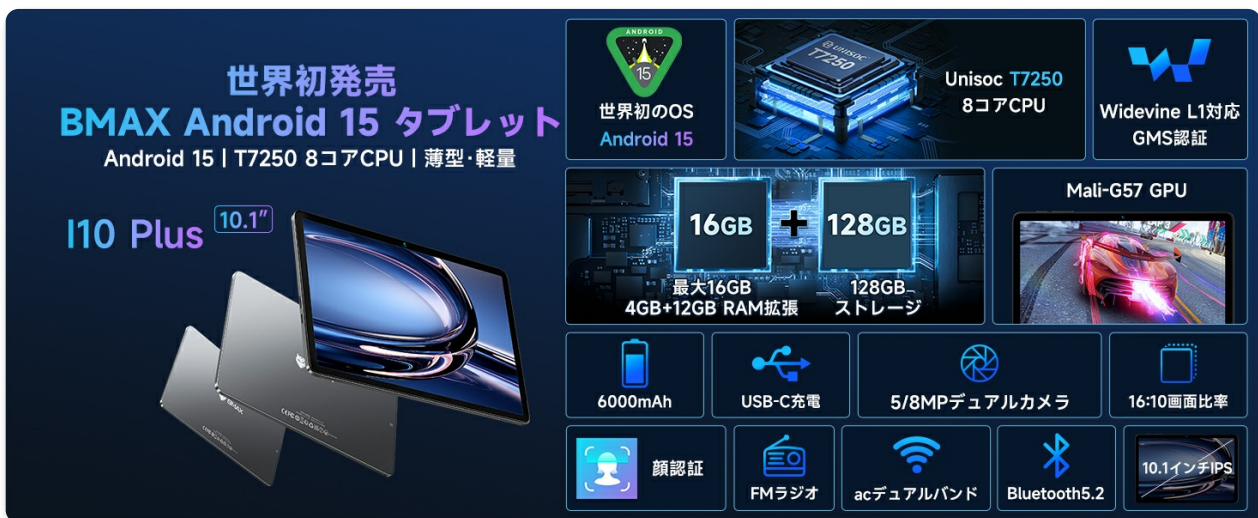 世界初発売
BMAX Android 15 タブレット
Android 15 | T7250 8コアCPU | 薄型·軽量
I10 Plus 10.1″
BMAX
ANDROID
15
世界初のOS
Android 15
UNISOC
T7250
Unisoc T7250
8コアCPU
Widevine L1対応
GMS認証
16GB + 128GB
最大16GB
4GB+12GB RAM拡張
128GB
ストレージ
Mali-G57 GPU
6000mAh
USB-C充電
5/8MPデュアルカメラ
16:10画面比率
顔認証
FMラジオ
acデュアルバンド
Bluetooth5.2
10.1インチIPS